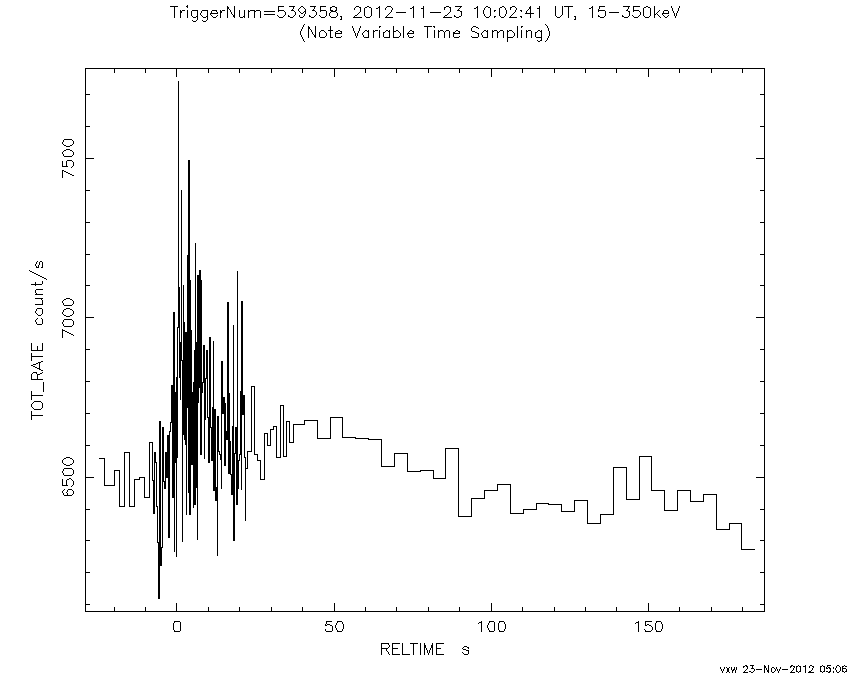 TriggerNum=539358, 2012-11-23 10:02:41 UT, 15-350keV
(Note Variable Time Sampling)
7500
7000
6500
TOT_RATE count/s
0 50 100 150
RELTIME s
vxw 23-Nov-2012 05:06